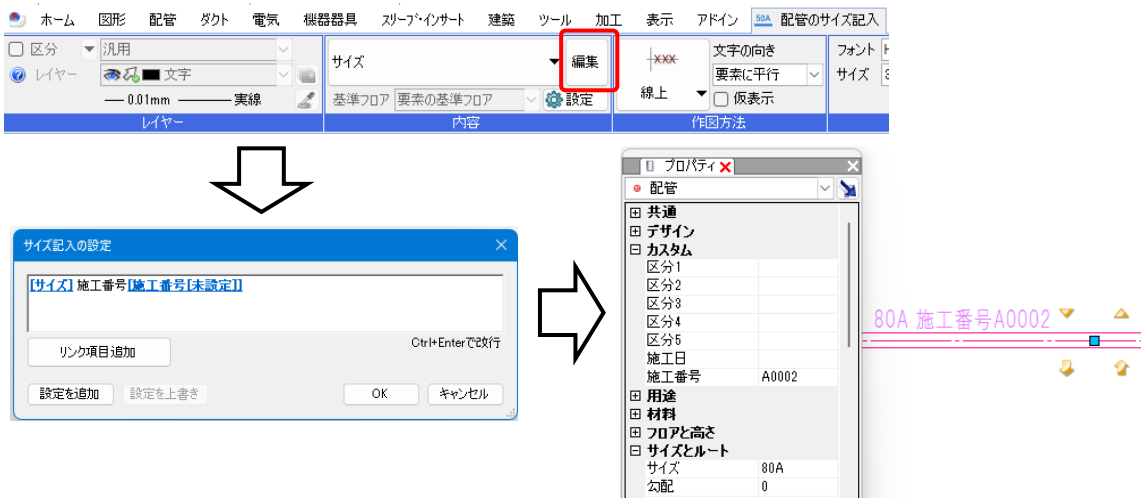 ホーム 図形 配管 ダクト 電気 機器器具 スリーブ・インサート 建築 ツール 加工 表示 アドイン 50A 配管のサイズ記入
区分 汎用
レイヤー 文字
0.01mm 実線
レイヤー
サイズ 編集
基準フロア 要素の基準フロア 設定
内容
xxx 文字の向き
要素に平行
線上 仮表示
作図方法
フォント
サイズ
サイズ記入の設定
[サイズ] 施工番号[施工番号[未設定]]
リンク項目追加 Ctrl+Enterで改行
設定を追加 設定を上書き OK キャンセル
プロパティ
配管
共通
デザイン
カスタム
区分1
区分2
区分3
区分4
区分5
施工日
施工番号 A0002
用途
材料
フロアと高さ
サイズとルート
サイズ 80A
勾配 0
80A 施工番号A0002